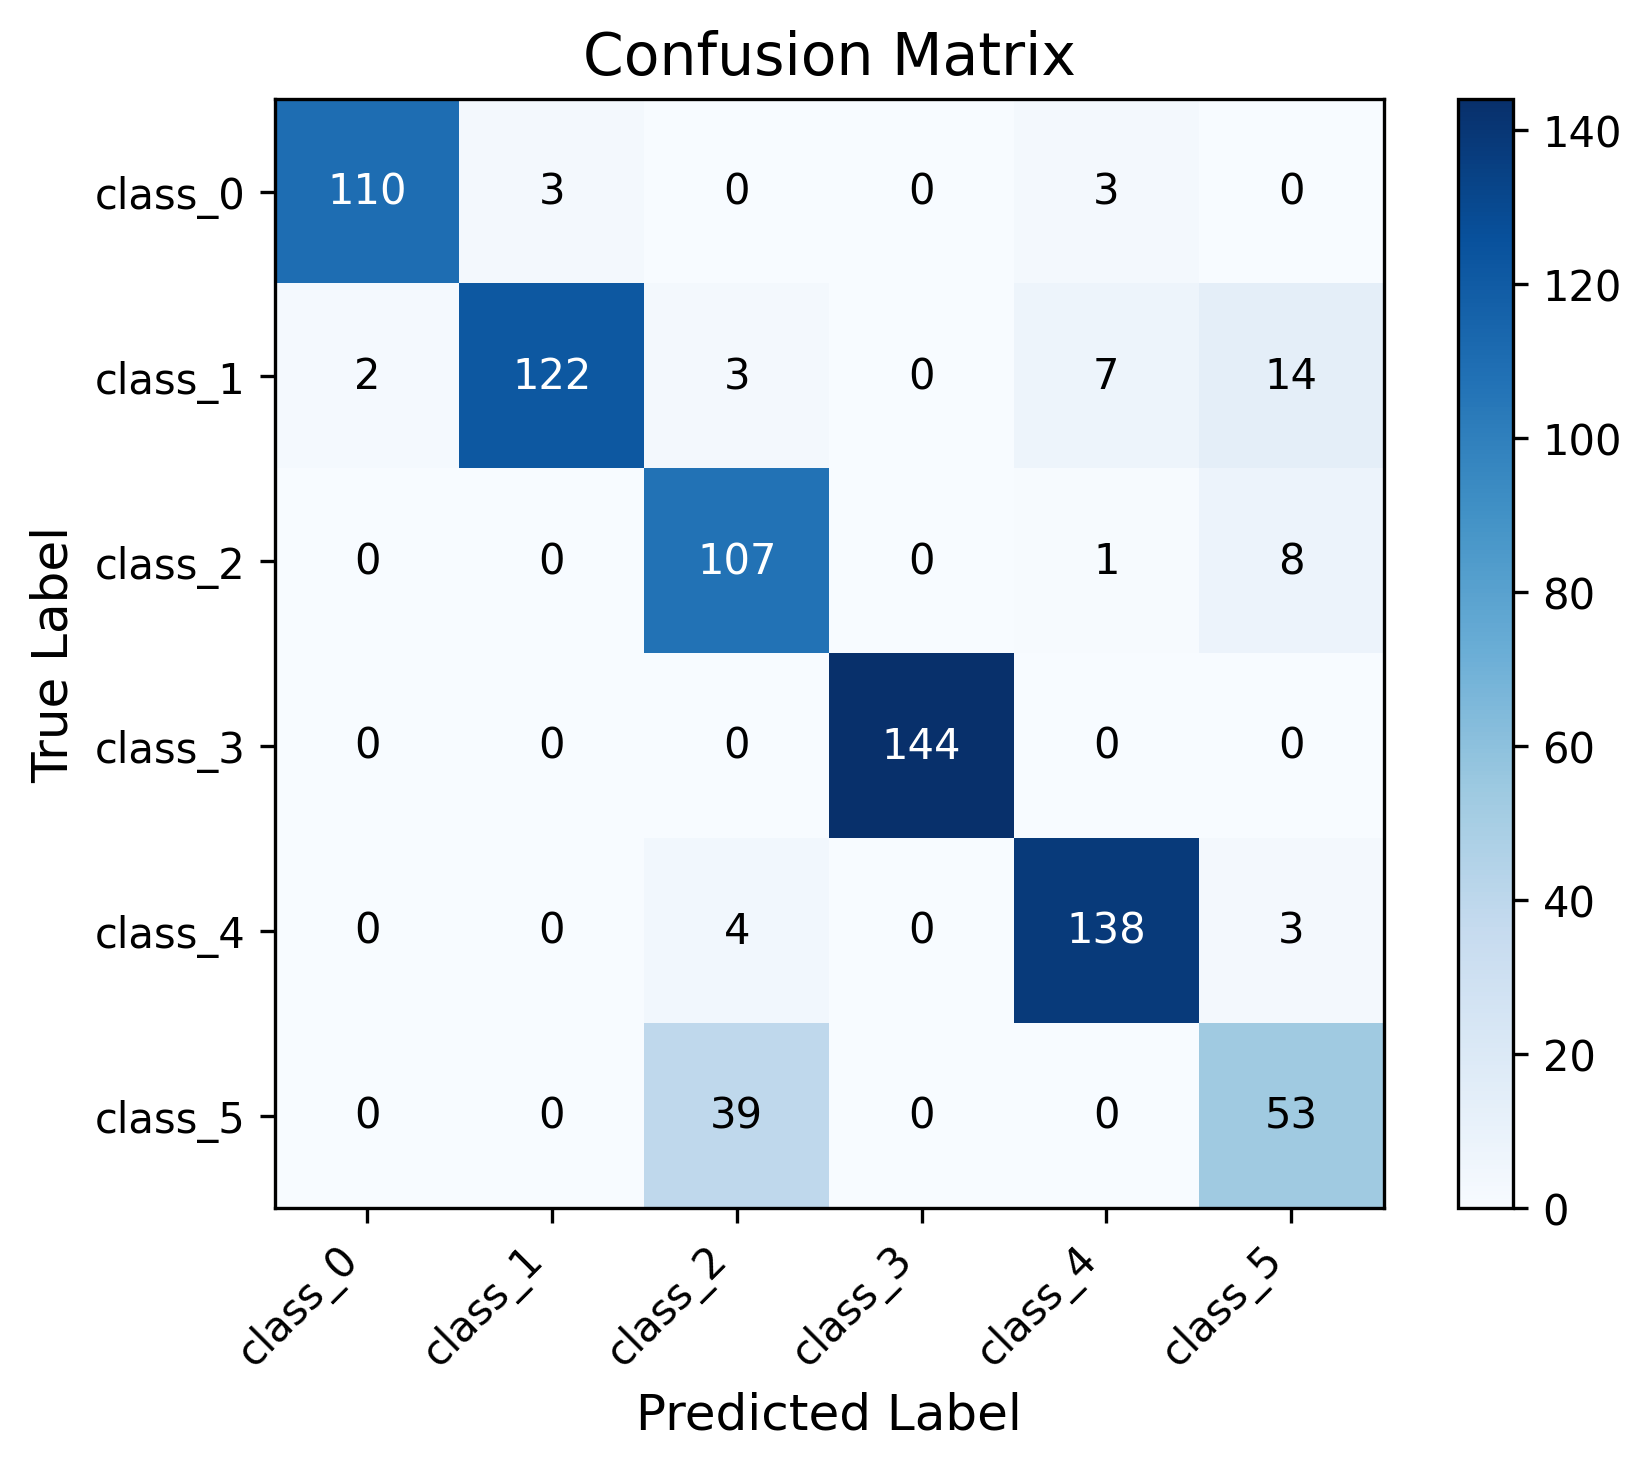 Confusion Matrix
class_0 110 3 0 0 3 0
class_1 2 122 3 0 7 14
class_2 0 0 107 0 1 8
class_3 0 0 0 144 0 0
class_4 0 0 4 0 138 3
class_5 0 0 39 0 0 53
True Label
class_0 class_1 class_2 class_3 class_4 class_5
Predicted Label
140
120
100
80
60
40
20
0